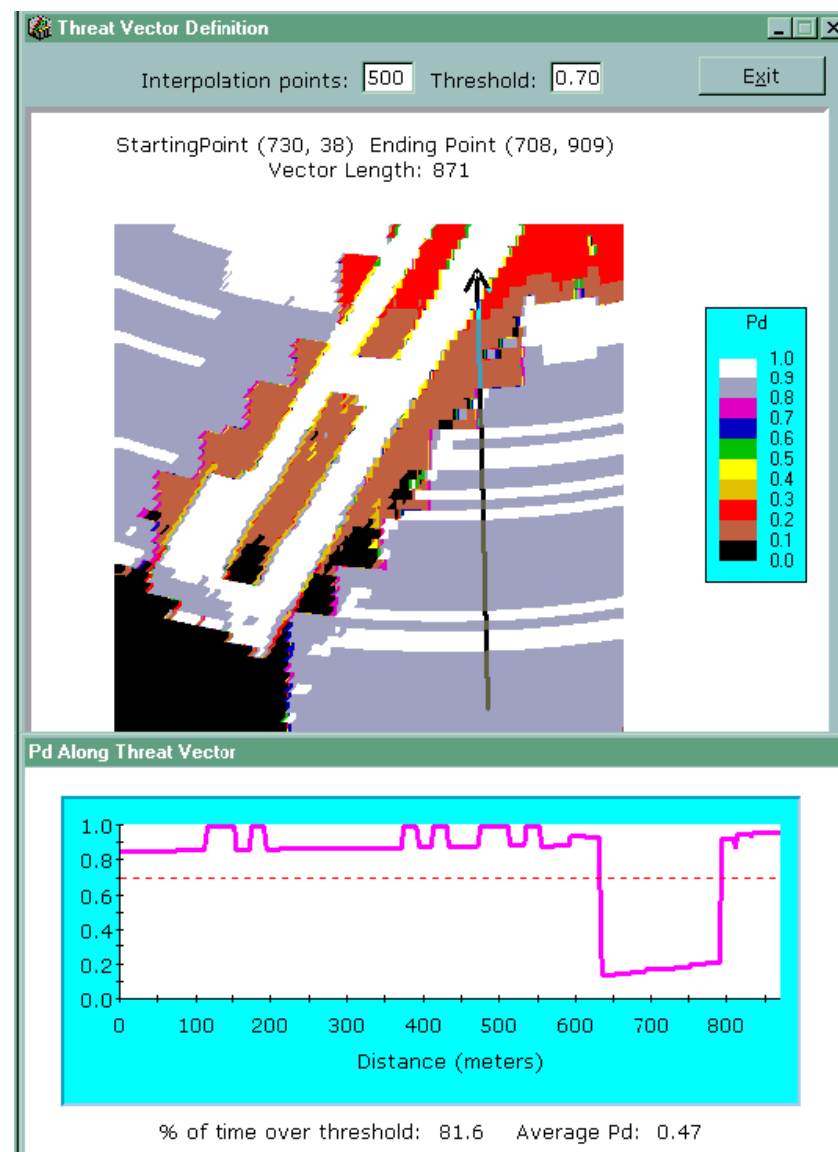 Threat Vector Definition
Interpolation points: 500 Threshold: 0.70 Exit
StartingPoint (730, 38) Ending Point (708, 909)
Vector Length: 871
Pd
1.0
0.9
0.8
0.7
0.6
0.5
0.4
0.3
0.2
0.1
0.0
Pd Along Threat Vector
1.0
0.8
0.6
0.4
0.2
0.0
0 100 200 300 400 500 600 700 800
Distance (meters)
% of time over threshold: 81.6 Average Pd: 0.47